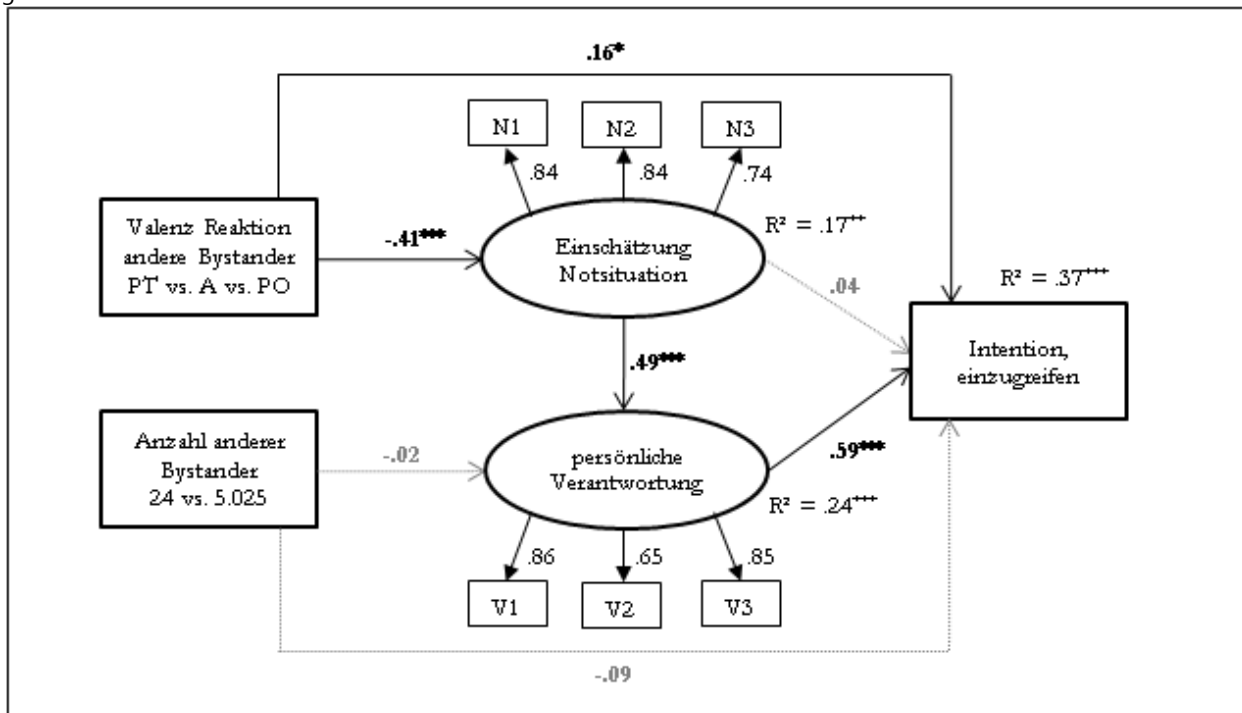 .16*
N1
N2
N3
.84
.84
.74
Valenz Reaktion
andere Bystander
PT vs. A vs. PO
-.41***
Einschätzung
Notsituation
R² = .17⁺⁺
.04
R² = .37⁺⁺⁺
Intention,
einzugreifen
.49***
Anzahl anderer
Bystander
24 vs. 5.025
-.02
persönliche
Verantwortung
.59***
R² = .24⁺⁺⁺
.86
.65
.85
V1
V2
V3
-.09